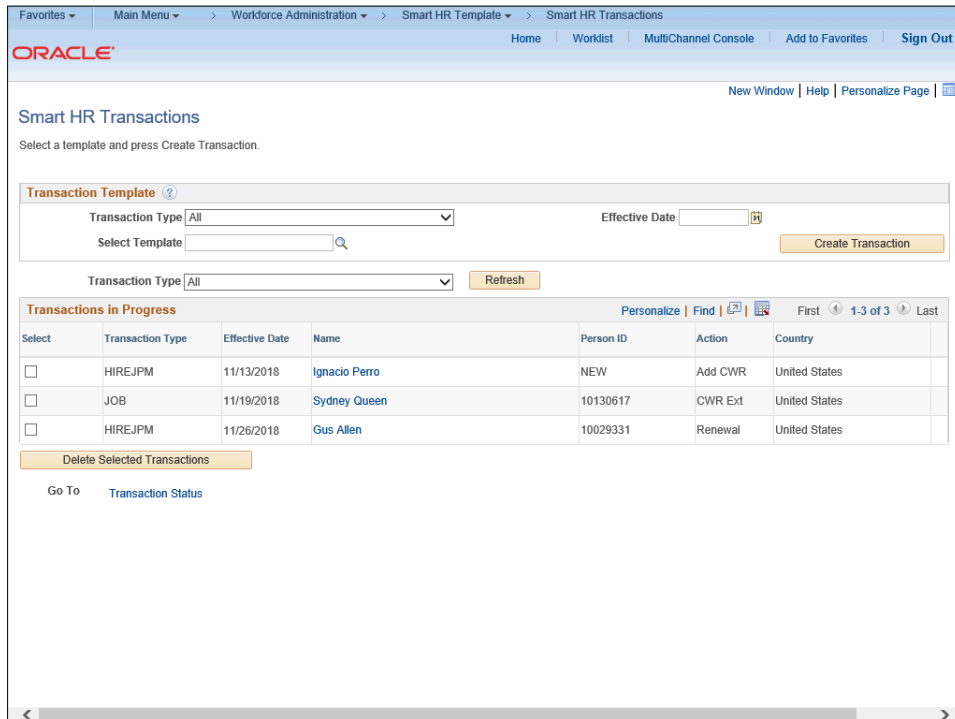 Favorites Main Menu > Workforce Administration > Smart HR Template > Smart HR Transactions
Home Worklist MultiChannel Console Add to Favorites Sign Out
ORACLE
New Window | Help | Personalize Page |
Smart HR Transactions
Select a template and press Create Transaction.
Transaction Template ?
Transaction Type All Effective Date 31
Select Template Create Transaction
Transaction Type All Refresh
Transactions in Progress Personalize | Find | | First 1-3 of 3 Last
Select Transaction Type Effective Date Name Person ID Action Country
HIREJPM 11/13/2018 Ignacio Perro NEW Add CWR United States
JOB 11/19/2018 Sydney Queen 10130617 CWR Ext United States
HIREJPM 11/26/2018 Gus Allen 10029331 Renewal United States
Delete Selected Transactions
Go To Transaction Status